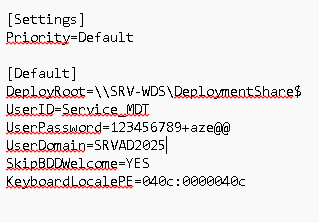 [Settings]
Priority=Default
[Default]
DeployRoot=\\SRV-WDS\DeploymentShare$
UserID=Service_MDT
UserPassword=123456789+aze@@
UserDomain=SRVAD2025
SkipBDDWelcome=YES
KeyboardLocalePE=040c:0000040c